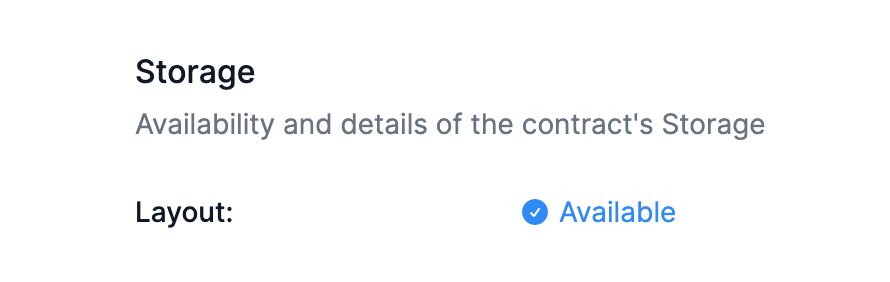 Storage
Availability and details of the contract's Storage
Layout: Available